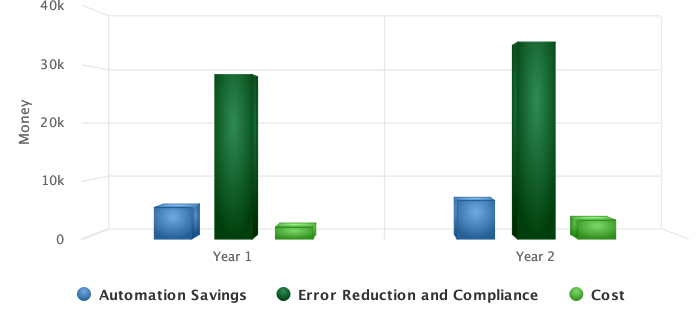 40k
30k
20k
10k
0
Money
Year 1
Year 2
Automation Savings
Error Reduction and Compliance
Cost